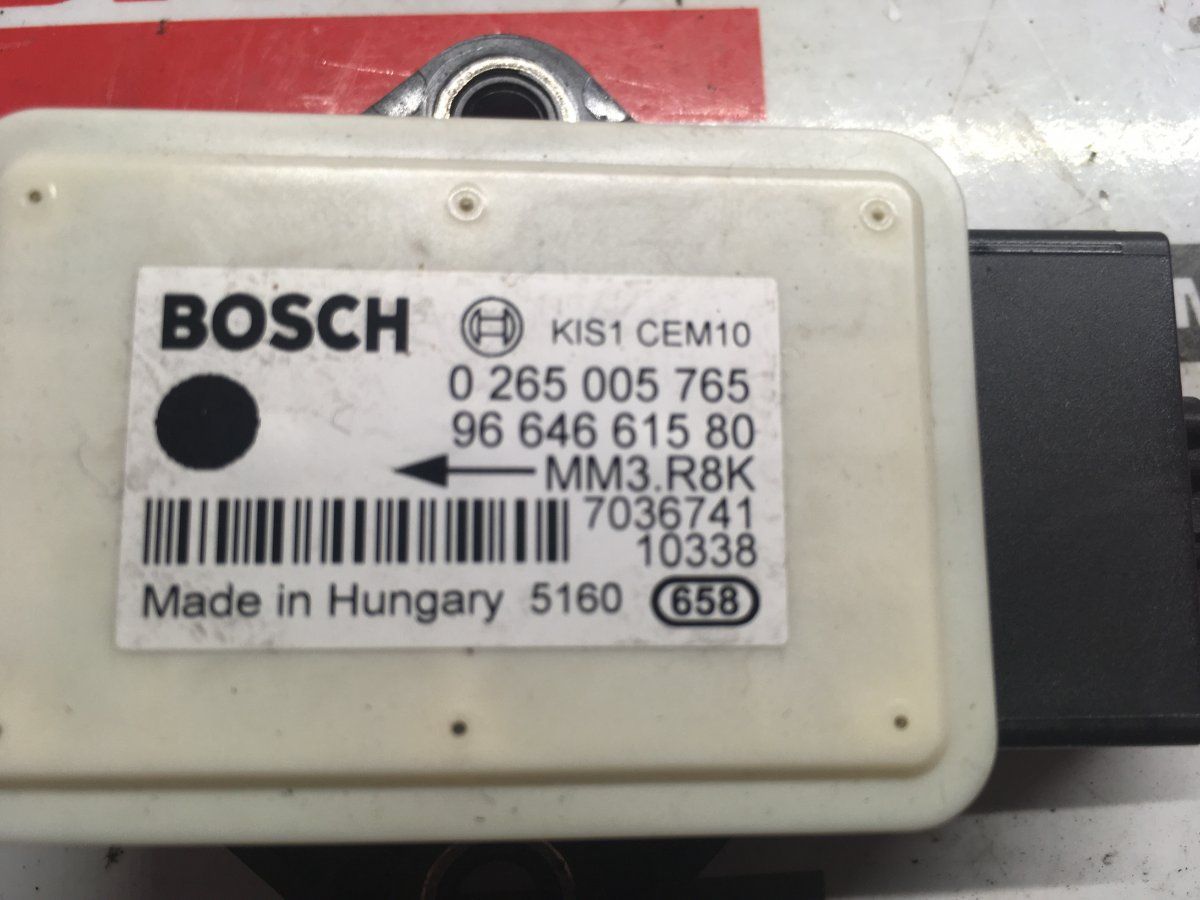 BOSCH KIS1 CEM10
0 265 005 765
96 646 615 80
MM3.R8K
7036741
10338
Made in Hungary 5160 658